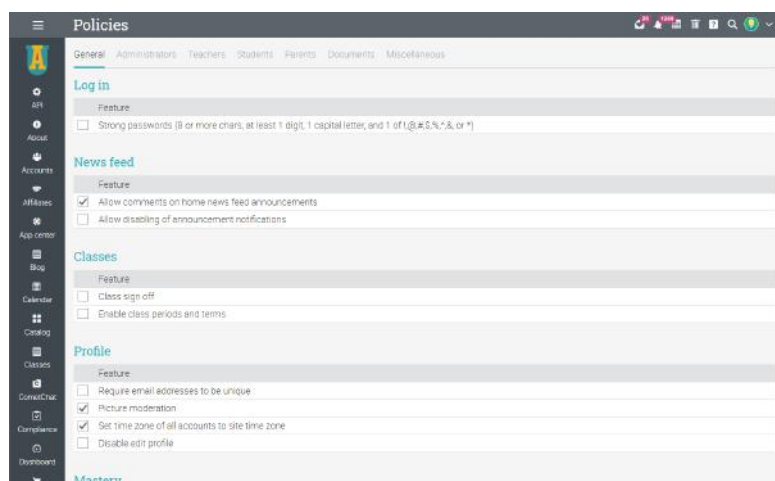 Policies
General Administrators Teachers Students Parents Documents Miscellaneous
Log in
Feature
Strong passwords (8 or more chars, at least 1 digit, 1 capital letter, and 1 of !,@,#,$,%,^,&, or *)
News feed
Feature
Allow comments on home news feed announcements
Allow disabling of announcement notifications
Classes
Feature
Class sign off
Enable class periods and terms
Profile
Feature
Require email addresses to be unique
Picture moderation
Set time zone of all accounts to site time zone
Disable edit profile
Mastery
A
API
About
Accounts
Affiliates
App center
Blog
Calendar
Catalog
Classes
CometChat
Compliance
Dashboard